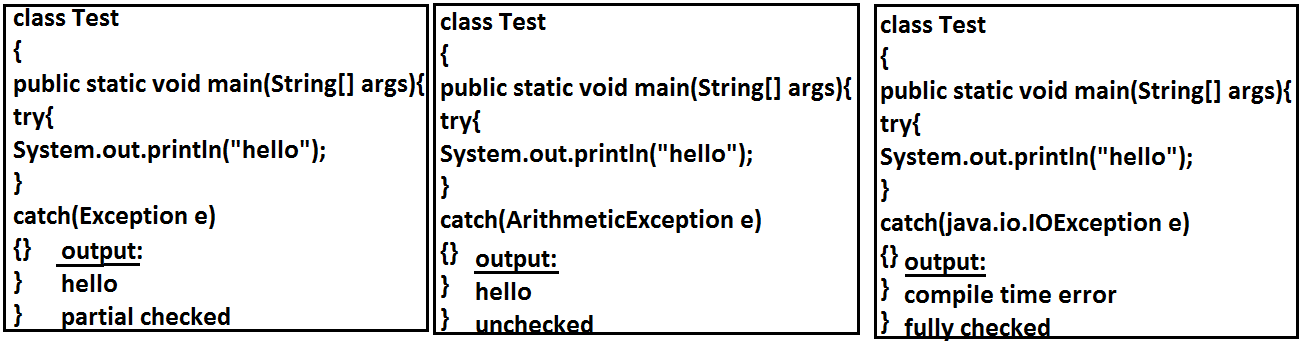 class Test
{
public static void main(String[] args){
try{
System.out.println("hello");
}
catch(Exception e)
{} output:
} hello
} partial checked
class Test
{
public static void main(String[] args){
try{
System.out.println("hello");
}
catch(ArithmeticException e)
{} output:
} hello
} unchecked
class Test
{
public static void main(String[] args){
try{
System.out.println("hello");
}
catch(java.io.IOException e)
{} output:
} compile time error
} fully checked